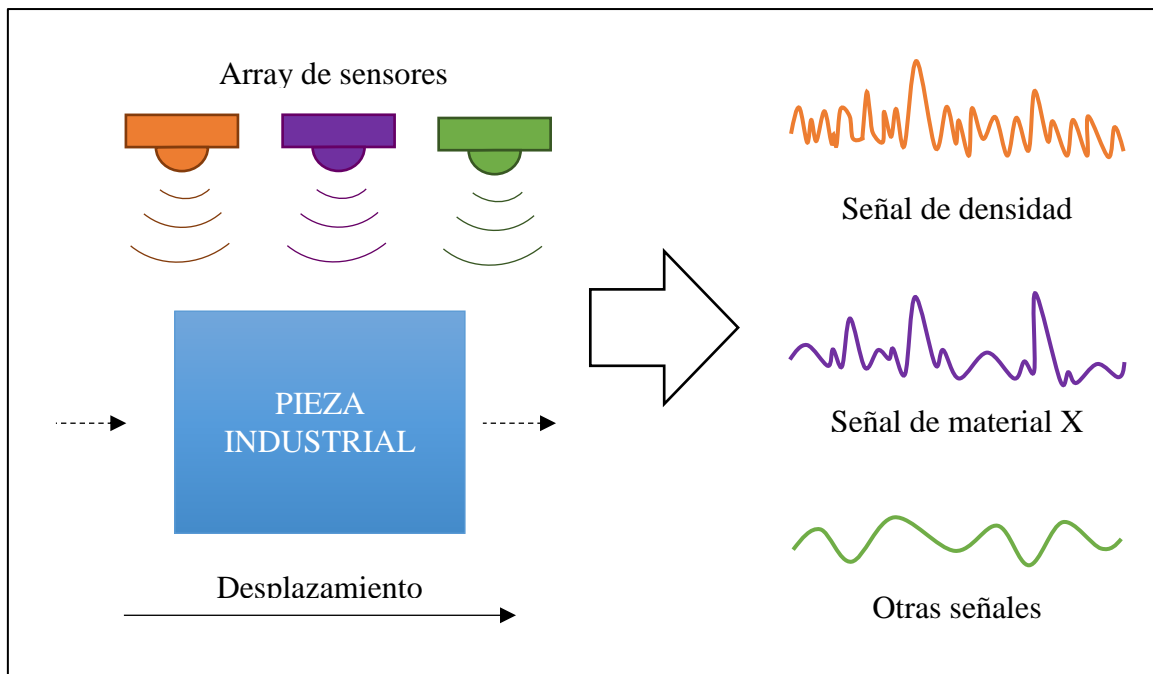 Array de sensores
Señal de densidad
PIEZA
INDUSTRIAL
Señal de material X
Desplazamiento
Otras señales